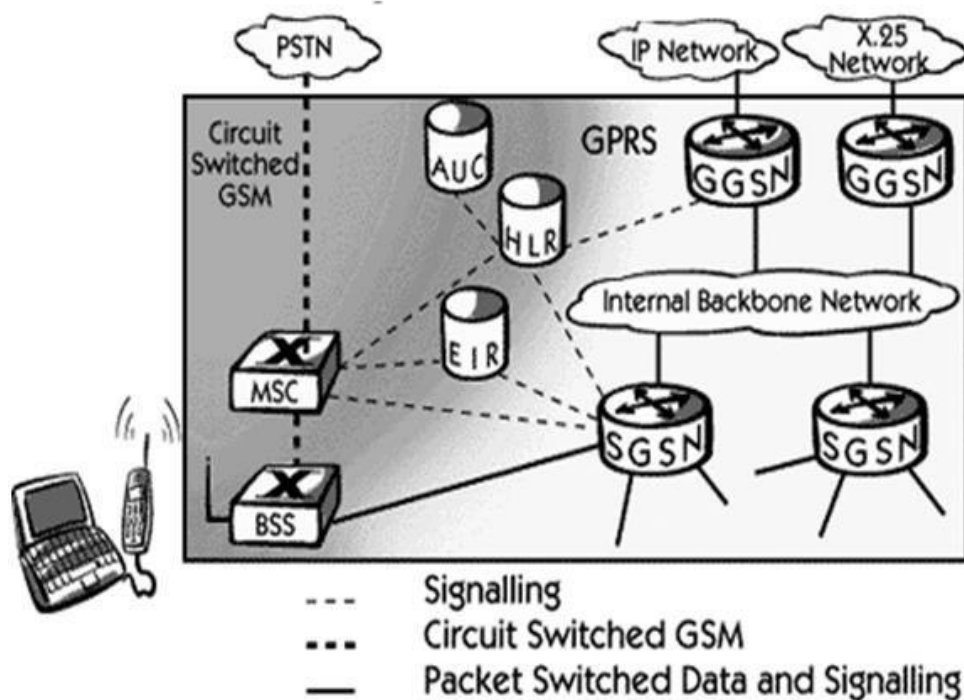 PSTN
IP Network
X.25
Network
Circuit
Switched
GSM
AUC
GPRS
GGSN
GGSN
HLR
Internal Backbone Network
EIR
MSC
SGSN
SGSN
BSS
Signalling
Circuit Switched GSM
Packet Switched Data and Signalling